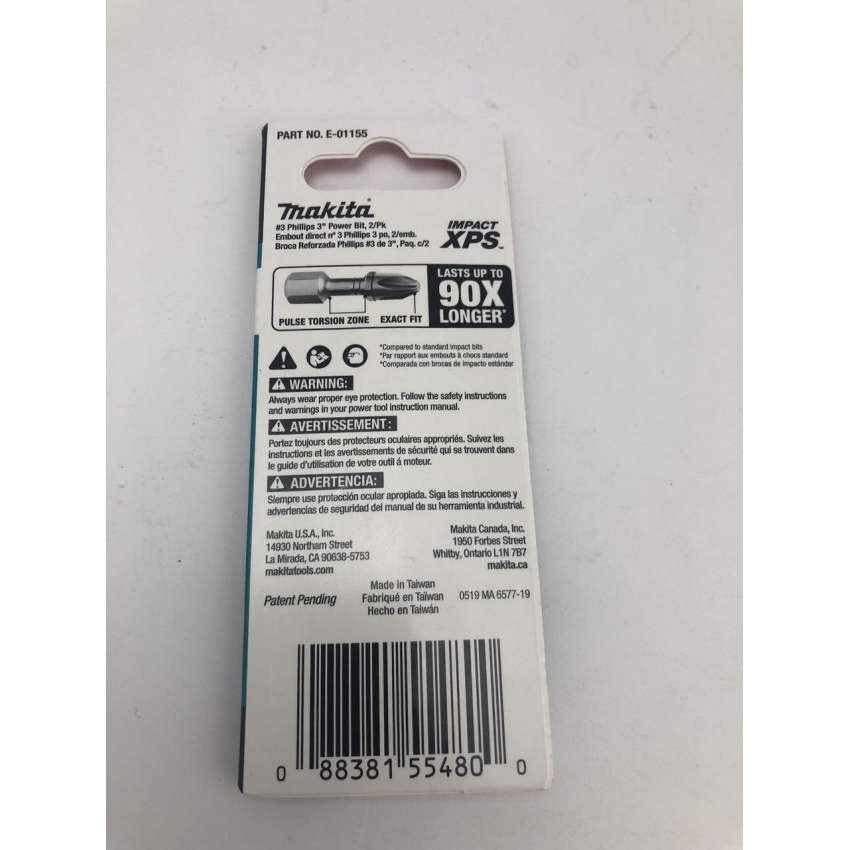 PART NO. E-01155
Makita
#3 Phillips 3" Power Bit, 2/Pk
Embout direct nº 3 Phillips 3 po, 2/emb.
Broca Reforzada Phillips #3 de 3", Paq. c/2
IMPACT
XPS™
PULSE TORSION ZONE EXACT FIT
LASTS UP TO
90X
LONGER*
*Compared to standard impact bits
*Par rapport aux embouts à chocs standard
*Comparada con brocas de impacto estándar
WARNING:
Always wear proper eye protection. Follow the safety instructions
and warnings in your power tool instruction manual.
AVERTISSEMENT:
Portez toujours des protecteurs oculaires appropriés. Suivez les
instructions et les avertissements de sécurité qui se trouvent dans
le guide d'utilisation de votre outil á moteur.
ADVERTENCIA:
Siempre use protección ocular apropiada. Siga las instrucciones y
advertencias de seguridad del manual de su herramienta industrial.
Makita U.S.A., Inc.
14930 Northam Street
La Mirada, CA 90638-5753
makitatools.com
Makita Canada, Inc.
1950 Forbes Street
Whitby, Ontario L1N 7B7
makita.ca
Patent Pending
Made in Taiwan
Fabriqué en Taïwan
Hecho en Taiwán
0519 MA 6577-19
0 88381 55480 0